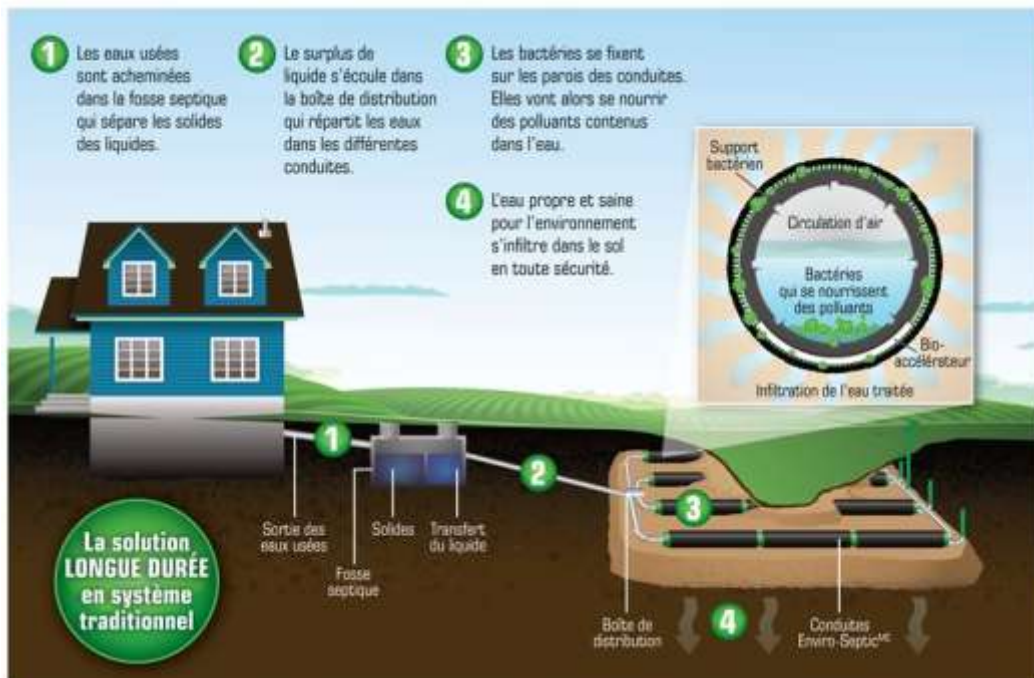 1
Les eaux usées
sont acheminées
dans la fosse septique
qui sépare les solides
des liquides.
2
Le surplus de
liquide s'écoule dans
la boîte de distribution
qui répartit les eaux
dans les différentes
conduites.
3
Les bactéries se fixent
sur les parois des conduites.
Elles vont alors se nourrir
des polluants contenus
dans l'eau.
4
L'eau propre et saine
pour l'environnement
s'infiltre dans le sol
en toute sécurité.
Support
bactérien
Circulation d'air
Bactéries
qui se nourrissent
des polluants
Bio-
accélérateur
Infiltration de l'eau traitée
1
2
3
Sortie des
eaux usées
Solides
Transfert
du liquide
Fosse
septique
La solution
LONGUE DURÉE
en système
traditionnel
Boîte de
distribution
4
Conduites
Enviro-Septic ME